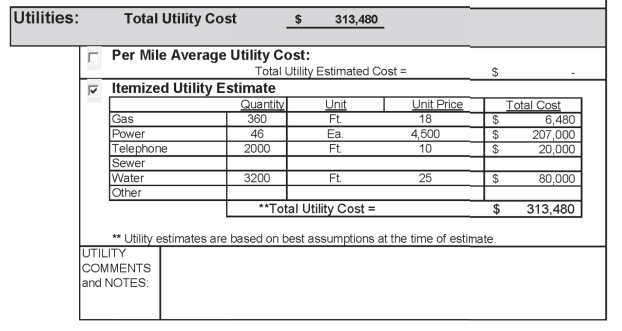 Utilities: Total Utility Cost $ 313,480
Per Mile Average Utility Cost:
Total Utility Estimated Cost = $ -
Itemized Utility Estimate
Quantity Unit Unit Price Total Cost
Gas 360 Ft. 18 $ 6,480
Power 46 Ea. 4,500 $ 207,000
Telephone 2000 Ft. 10 $ 20,000
Sewer
Water 3200 Ft. 25 $ 80,000
Other
**Total Utility Cost = $ 313,480
** Utility estimates are based on best assumptions at the time of estimate.
UTILITY
COMMENTS
and NOTES: